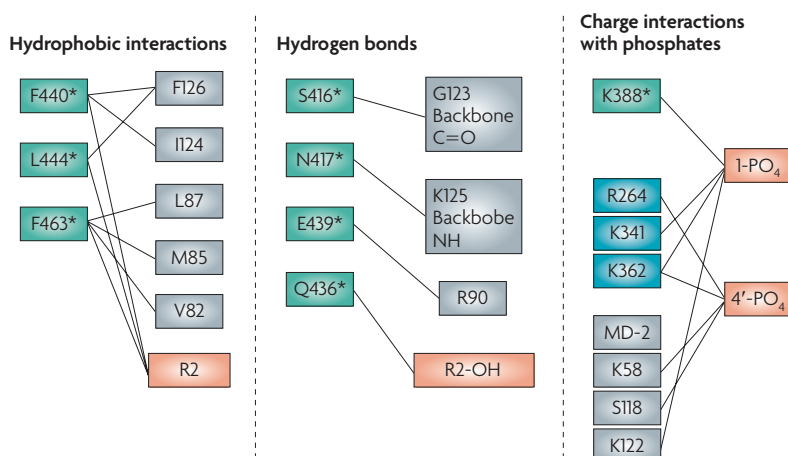 Hydrophobic interactions
F440*
L444*
F463*
F126
I124
L87
M85
V82
R2
Hydrogen bonds
S416*
N417*
E439*
Q436*
G123
Backbone
C=O
K125
Backbobe
NH
R90
R2-OH
Charge interactions
with phosphates
K388*
R264
K341
K362
MD-2
K58
S118
K122
1-PO₄
4′-PO₄